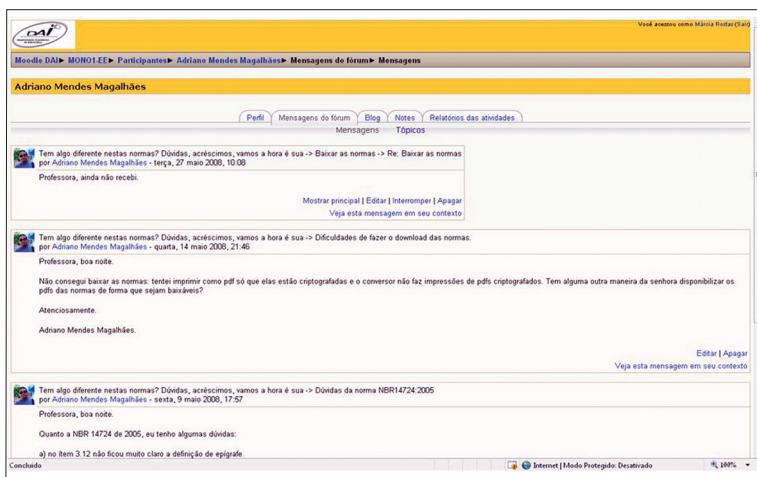 DAI
Você acessou como Márcia Rostas (Sair)
Moodle DAI► MONO1-EE► Participantes► Adriano Mendes Magalhães► Mensagens do fórum► Mensagens
Adriano Mendes Magalhães
Perfil Mensagens do fórum Blog Notes Relatórios das atividades
Mensagens Tópicos
Tem algo diferente nestas normas? Dúvidas, acréscimos, vamos a hora é sua -> Baixar as normas -> Re: Baixar as normas
por Adriano Mendes Magalhães - terça, 27 maio 2008, 10:08
Professora, ainda não recebi.
Mostrar principal | Editar | Interromper | Apagar
Veja esta mensagem em seu contexto
Tem algo diferente nestas normas? Dúvidas, acréscimos, vamos a hora é sua -> Dificuldades de fazer o download das normas.
por Adriano Mendes Magalhães - quarta, 14 maio 2008, 21:46
Professora, boa noite.
Não consegui baixar as normas: tentei imprimir como pdf só que elas estão criptografadas e o conversor não faz impressões de pdfs criptografados. Tem alguma outra maneira da senhora disponibilizar os
pdfs das normas de forma que sejam baixáveis?
Atenciosamente.
Adriano Mendes Magalhães.
Editar | Apagar
Veja esta mensagem em seu contexto
Tem algo diferente nestas normas? Dúvidas, acréscimos, vamos a hora é sua -> Dúvidas da norma NBR14724:2005
por Adriano Mendes Magalhães - sexta, 9 maio 2008, 17:57
Professora, boa noite.
Quanto a NBR 14724 de 2005, eu tenho algumas dúvidas:
a) no ítem 3.12 não ficou muito claro a definição de epígrafe.
Concluído Internet | Modo Protegido: Desativado 100%